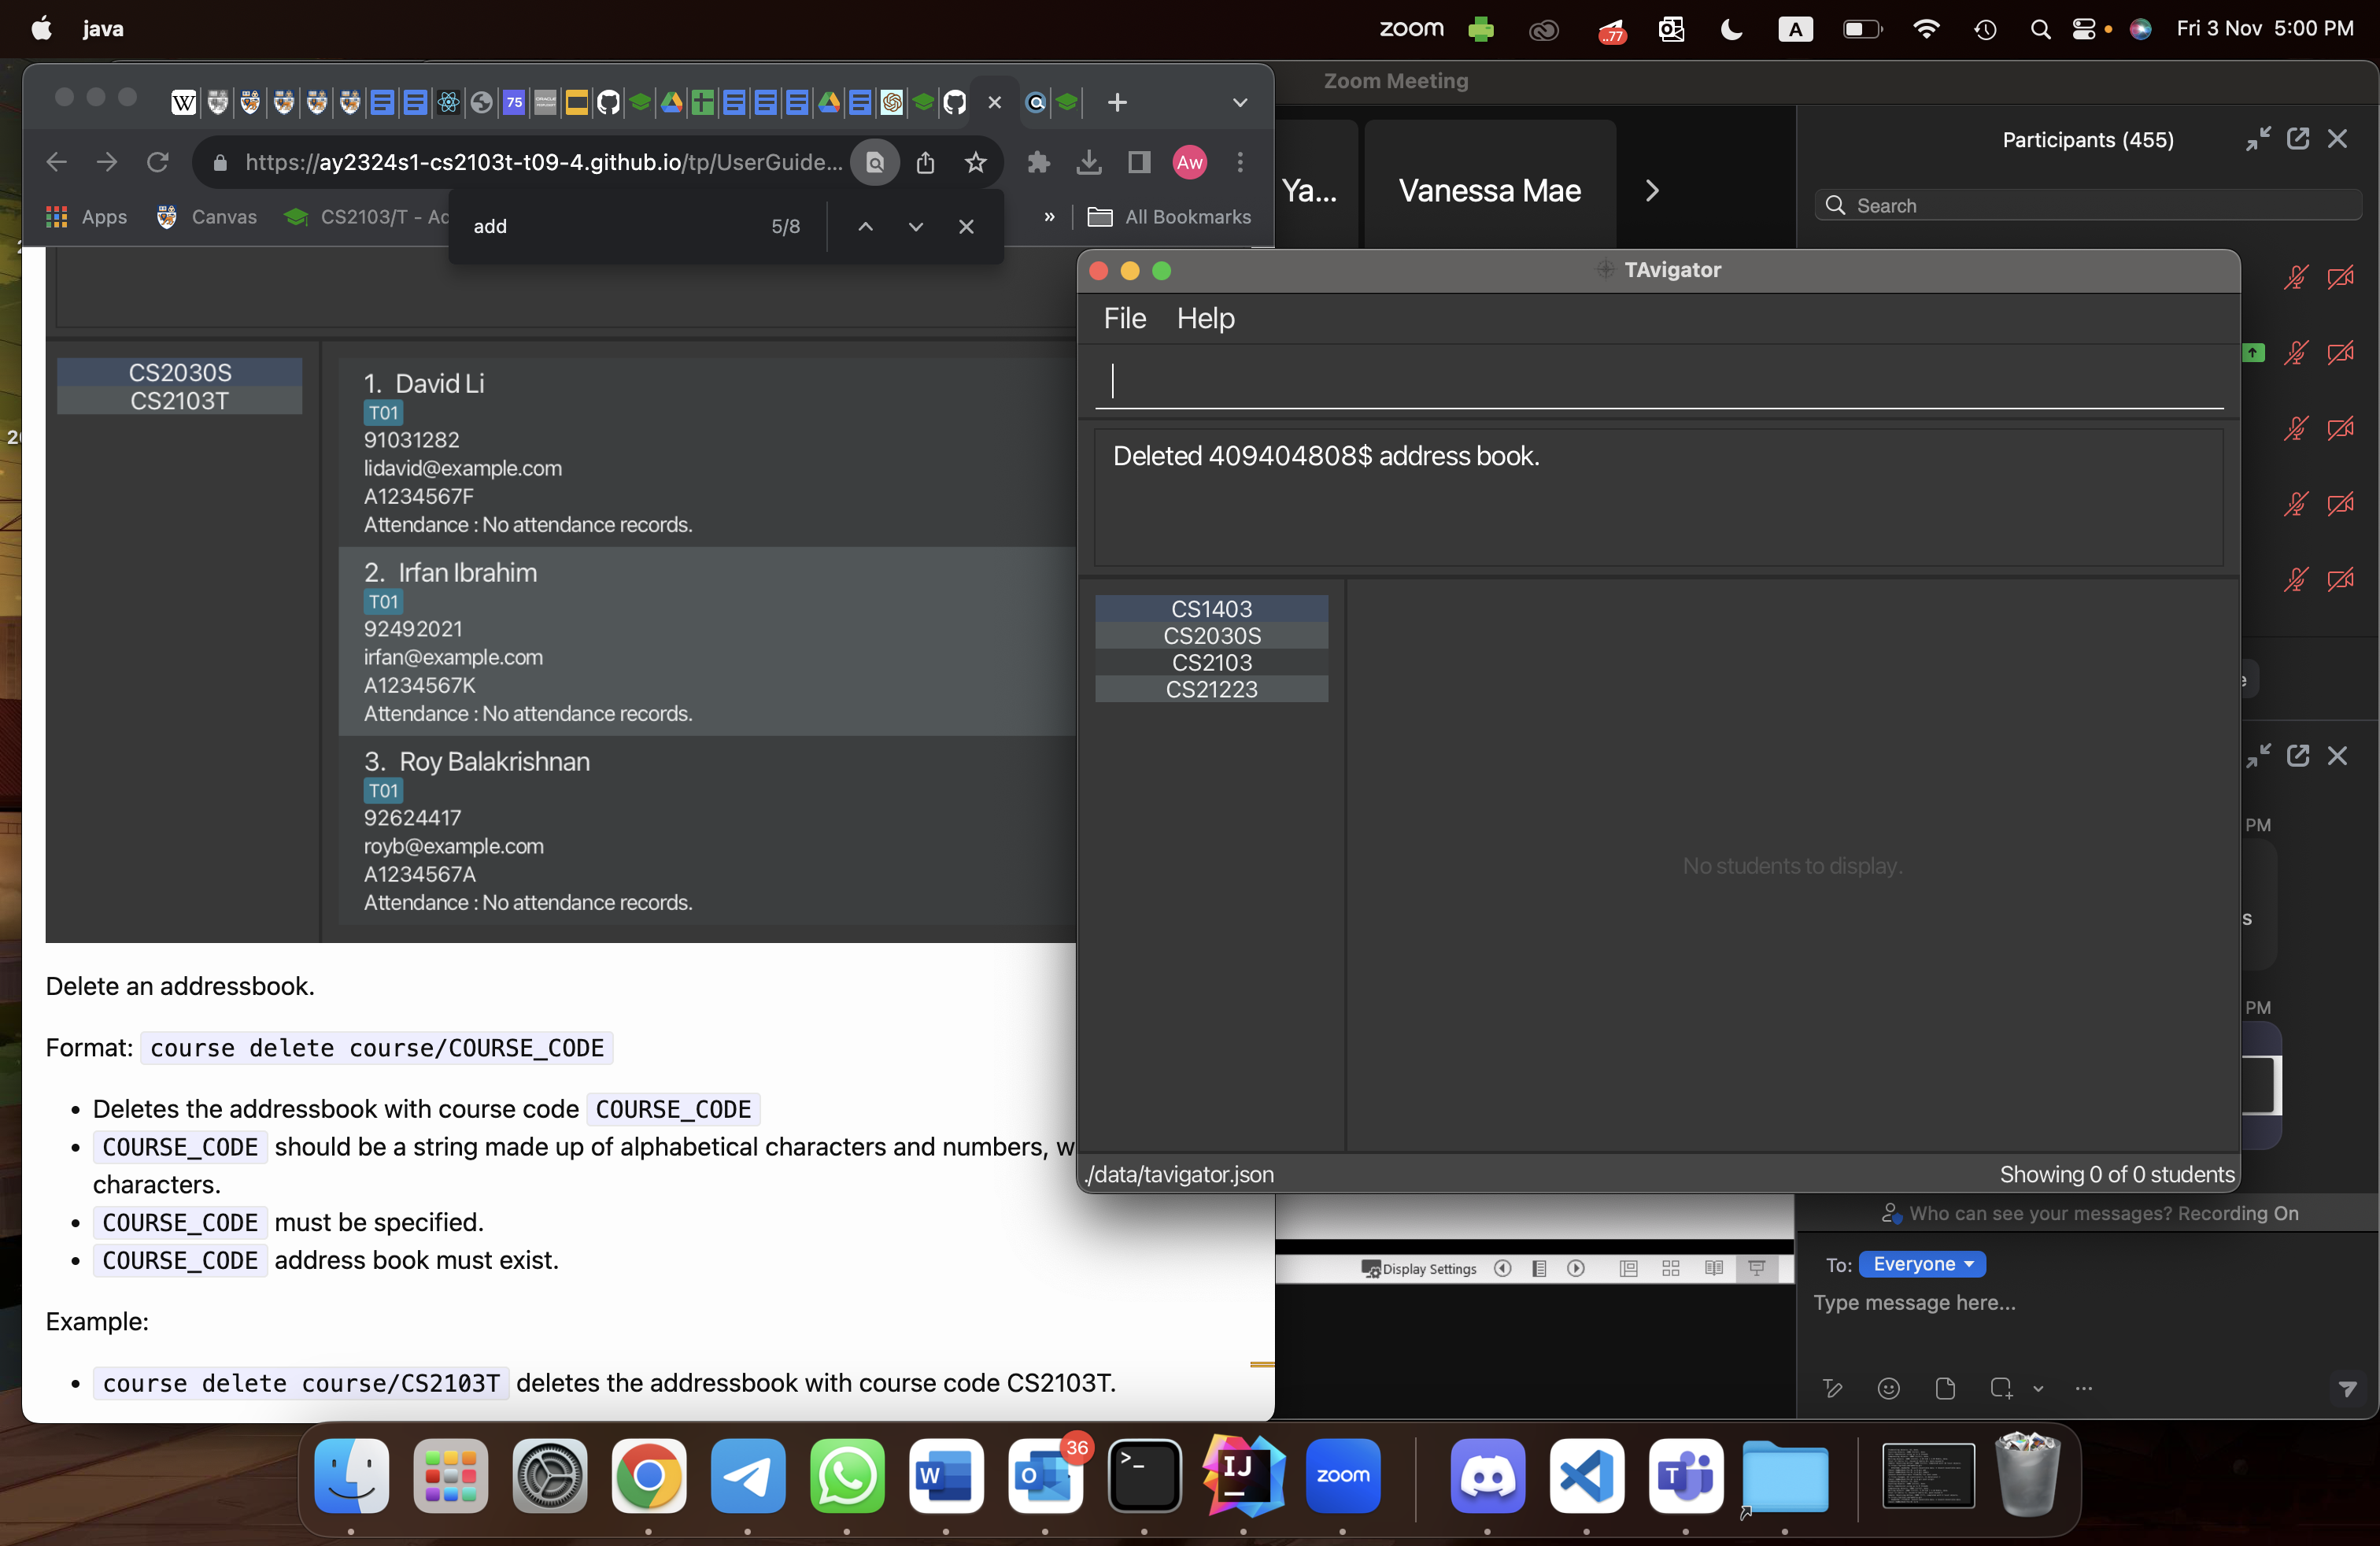 java
zoom
..77
A
Fri 3 Nov 5:00 PM
W
75
https://ay2324s1-cs2103t-t09-4.github.io/tp/UserGuide...
Aw
Apps
Canvas
CS2103/T - Ad
»
All Bookmarks
add
5/8
CS2030S
CS2103T
1. David Li
T01
91031282
lidavid@example.com
A1234567F
Attendance : No attendance records.
2. Irfan Ibrahim
T01
92492021
irfan@example.com
A1234567K
Attendance : No attendance records.
3. Roy Balakrishnan
T01
92624417
royb@example.com
A1234567A
Attendance : No attendance records.
Delete an addressbook.
Format: course delete course/COURSE_CODE
• Deletes the addressbook with course code COURSE_CODE
• COURSE_CODE should be a string made up of alphabetical characters and numbers, w
characters.
• COURSE_CODE must be specified.
• COURSE_CODE address book must exist.
Example:
• course delete course/CS2103T deletes the addressbook with course code CS2103T.
Zoom Meeting
Ya...
Vanessa Mae
Participants (455)
Search
TAvigator
File Help
Deleted 409404808$ address book.
CS1403
CS2030S
CS2103
CS21223
No students to display.
./data/tavigator.json
Showing 0 of 0 students
e
PM
s
PM
Display Settings
Who can see your messages? Recording On
To: Everyone
Type message here...
W
O
36
>_
IJ
zoom
T